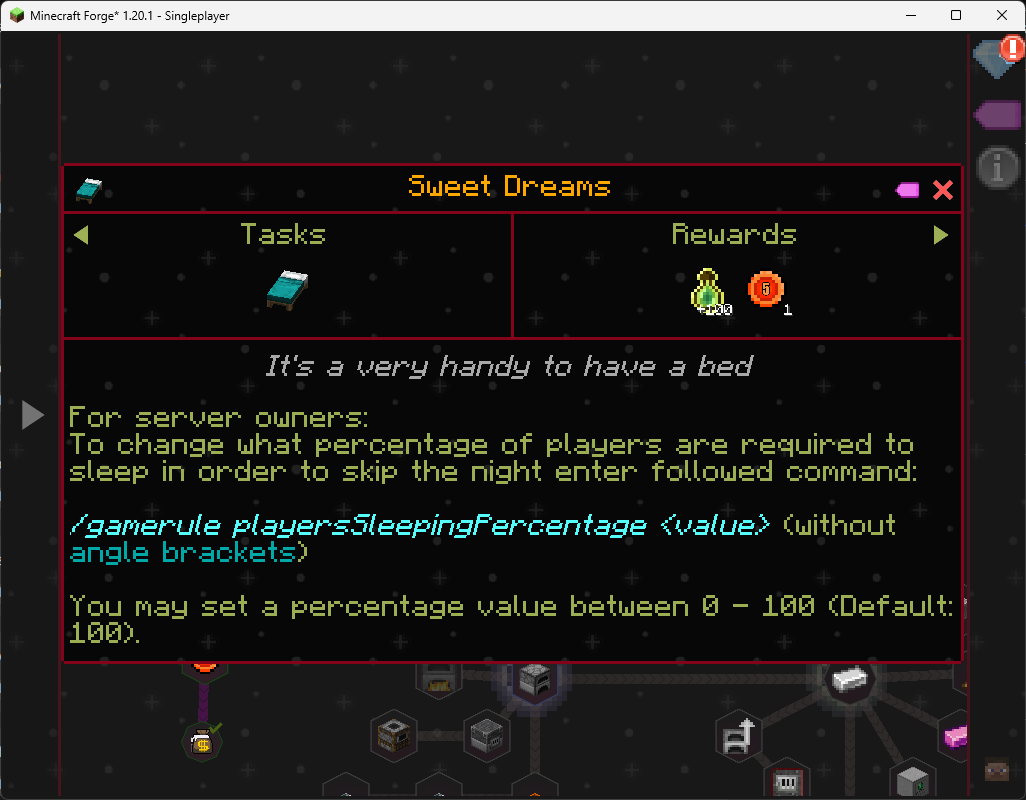 Minecraft Forge* 1.20.1 - Singleplayer
Sweet Dreams
Tasks
Rewards
+100
5
1
It's a very handy to have a bed
For server owners:
To change what percentage of players are required to
sleep in order to skip the night enter followed command:
/gamerule playersSleepingPercentage <value> (without
angle brackets)
You may set a percentage value between 0 - 100 (Default:
100).